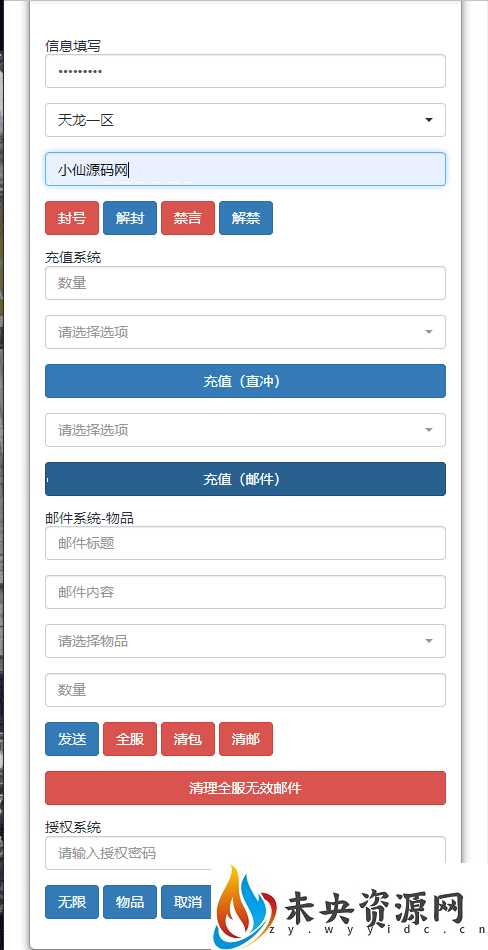 信息填写
•••••••••
天龙一区
小仙源码网
封号 解封 禁言 解禁
充值系统
数量
请选择选项
充值（直冲）
请选择选项
充值（邮件）
邮件系统-物品
邮件标题
邮件内容
请选择物品
数量
发送 全服 清包 清邮
清理全服无效邮件
授权系统
请输入授权密码
无限 物品 取消
未央资源网
zy.wyyidc.cn